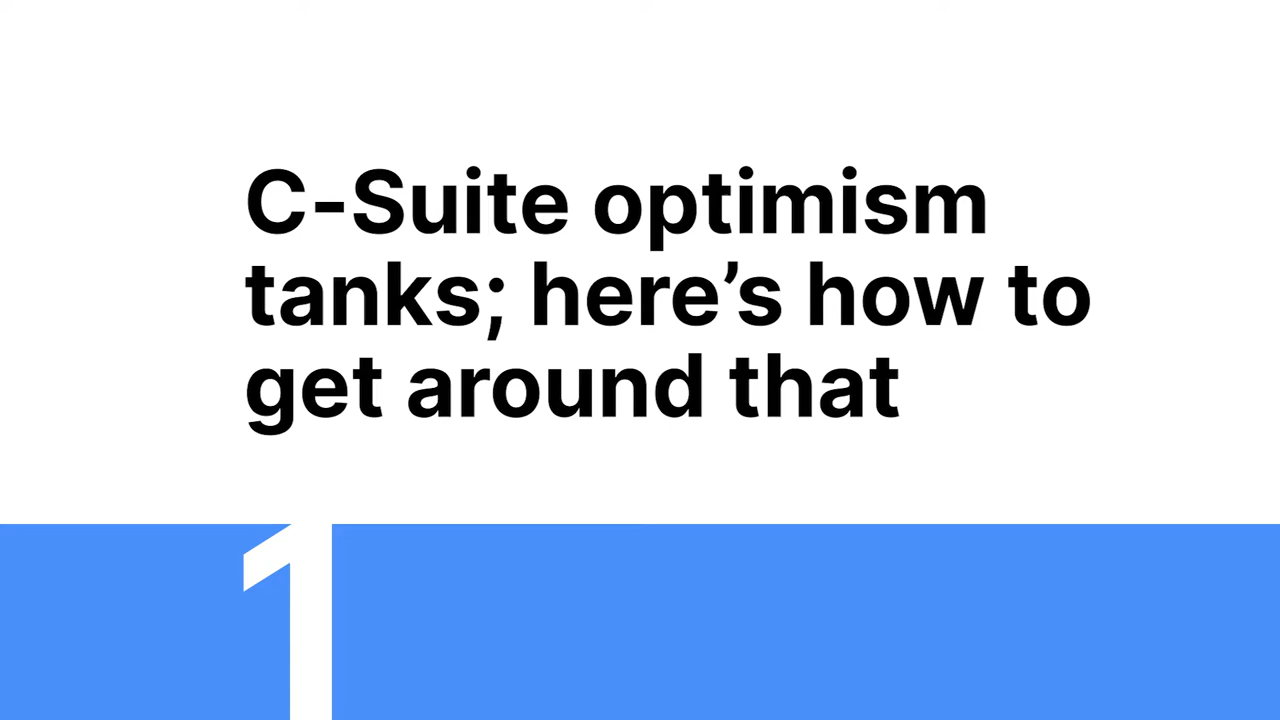 C-Suite optimism
tanks; here’s how to
get around that
1